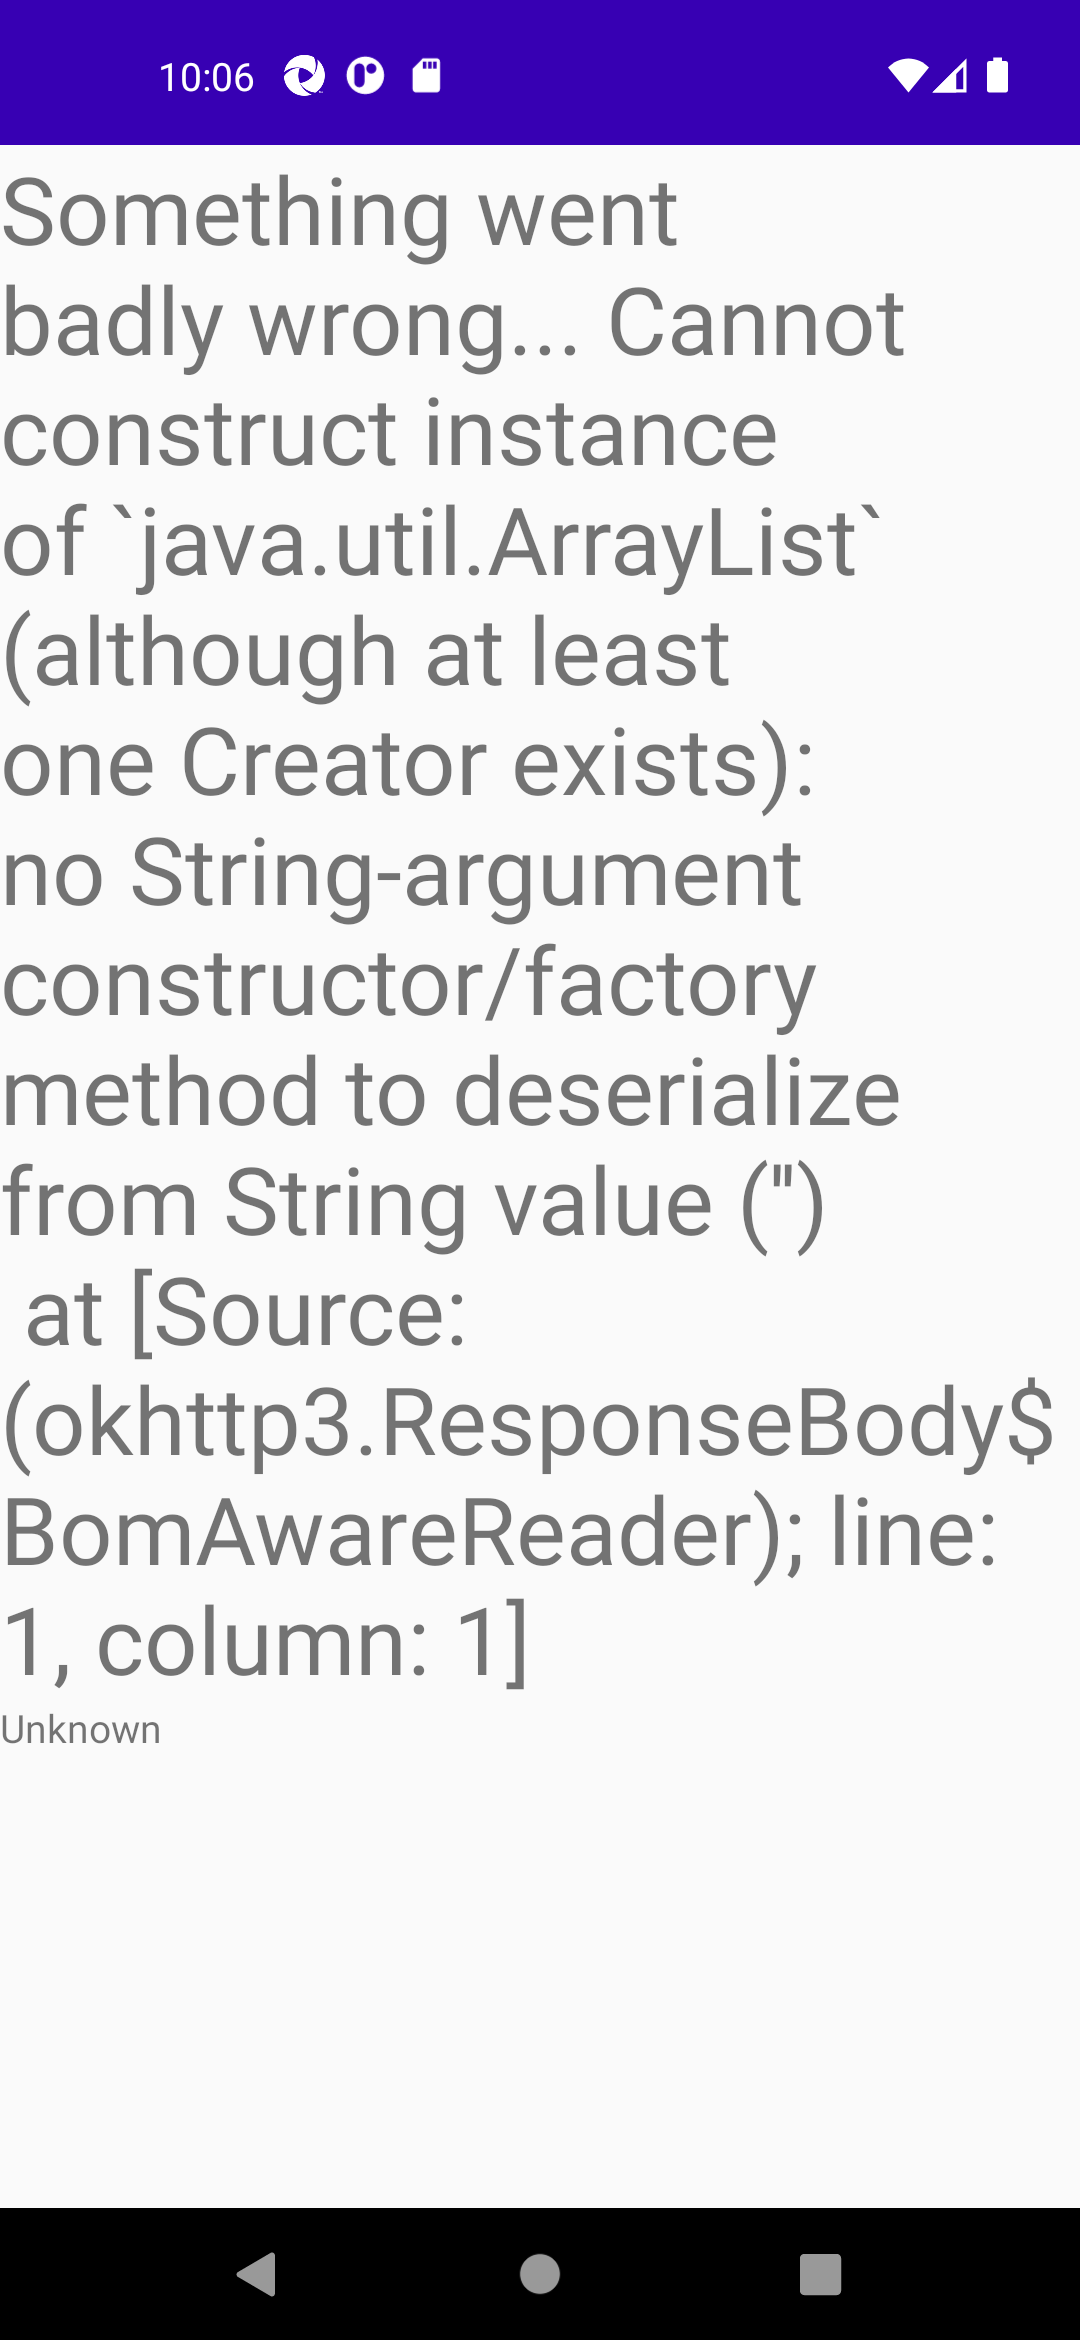 10:06
Something went
badly wrong... Cannot
construct instance
of `java.util.ArrayList`
(although at least
one Creator exists):
no String-argument
constructor/factory
method to deserialize
from String value ('')
at [Source:
(okhttp3.ResponseBody$
BomAwareReader); line:
1, column: 1]
Unknown